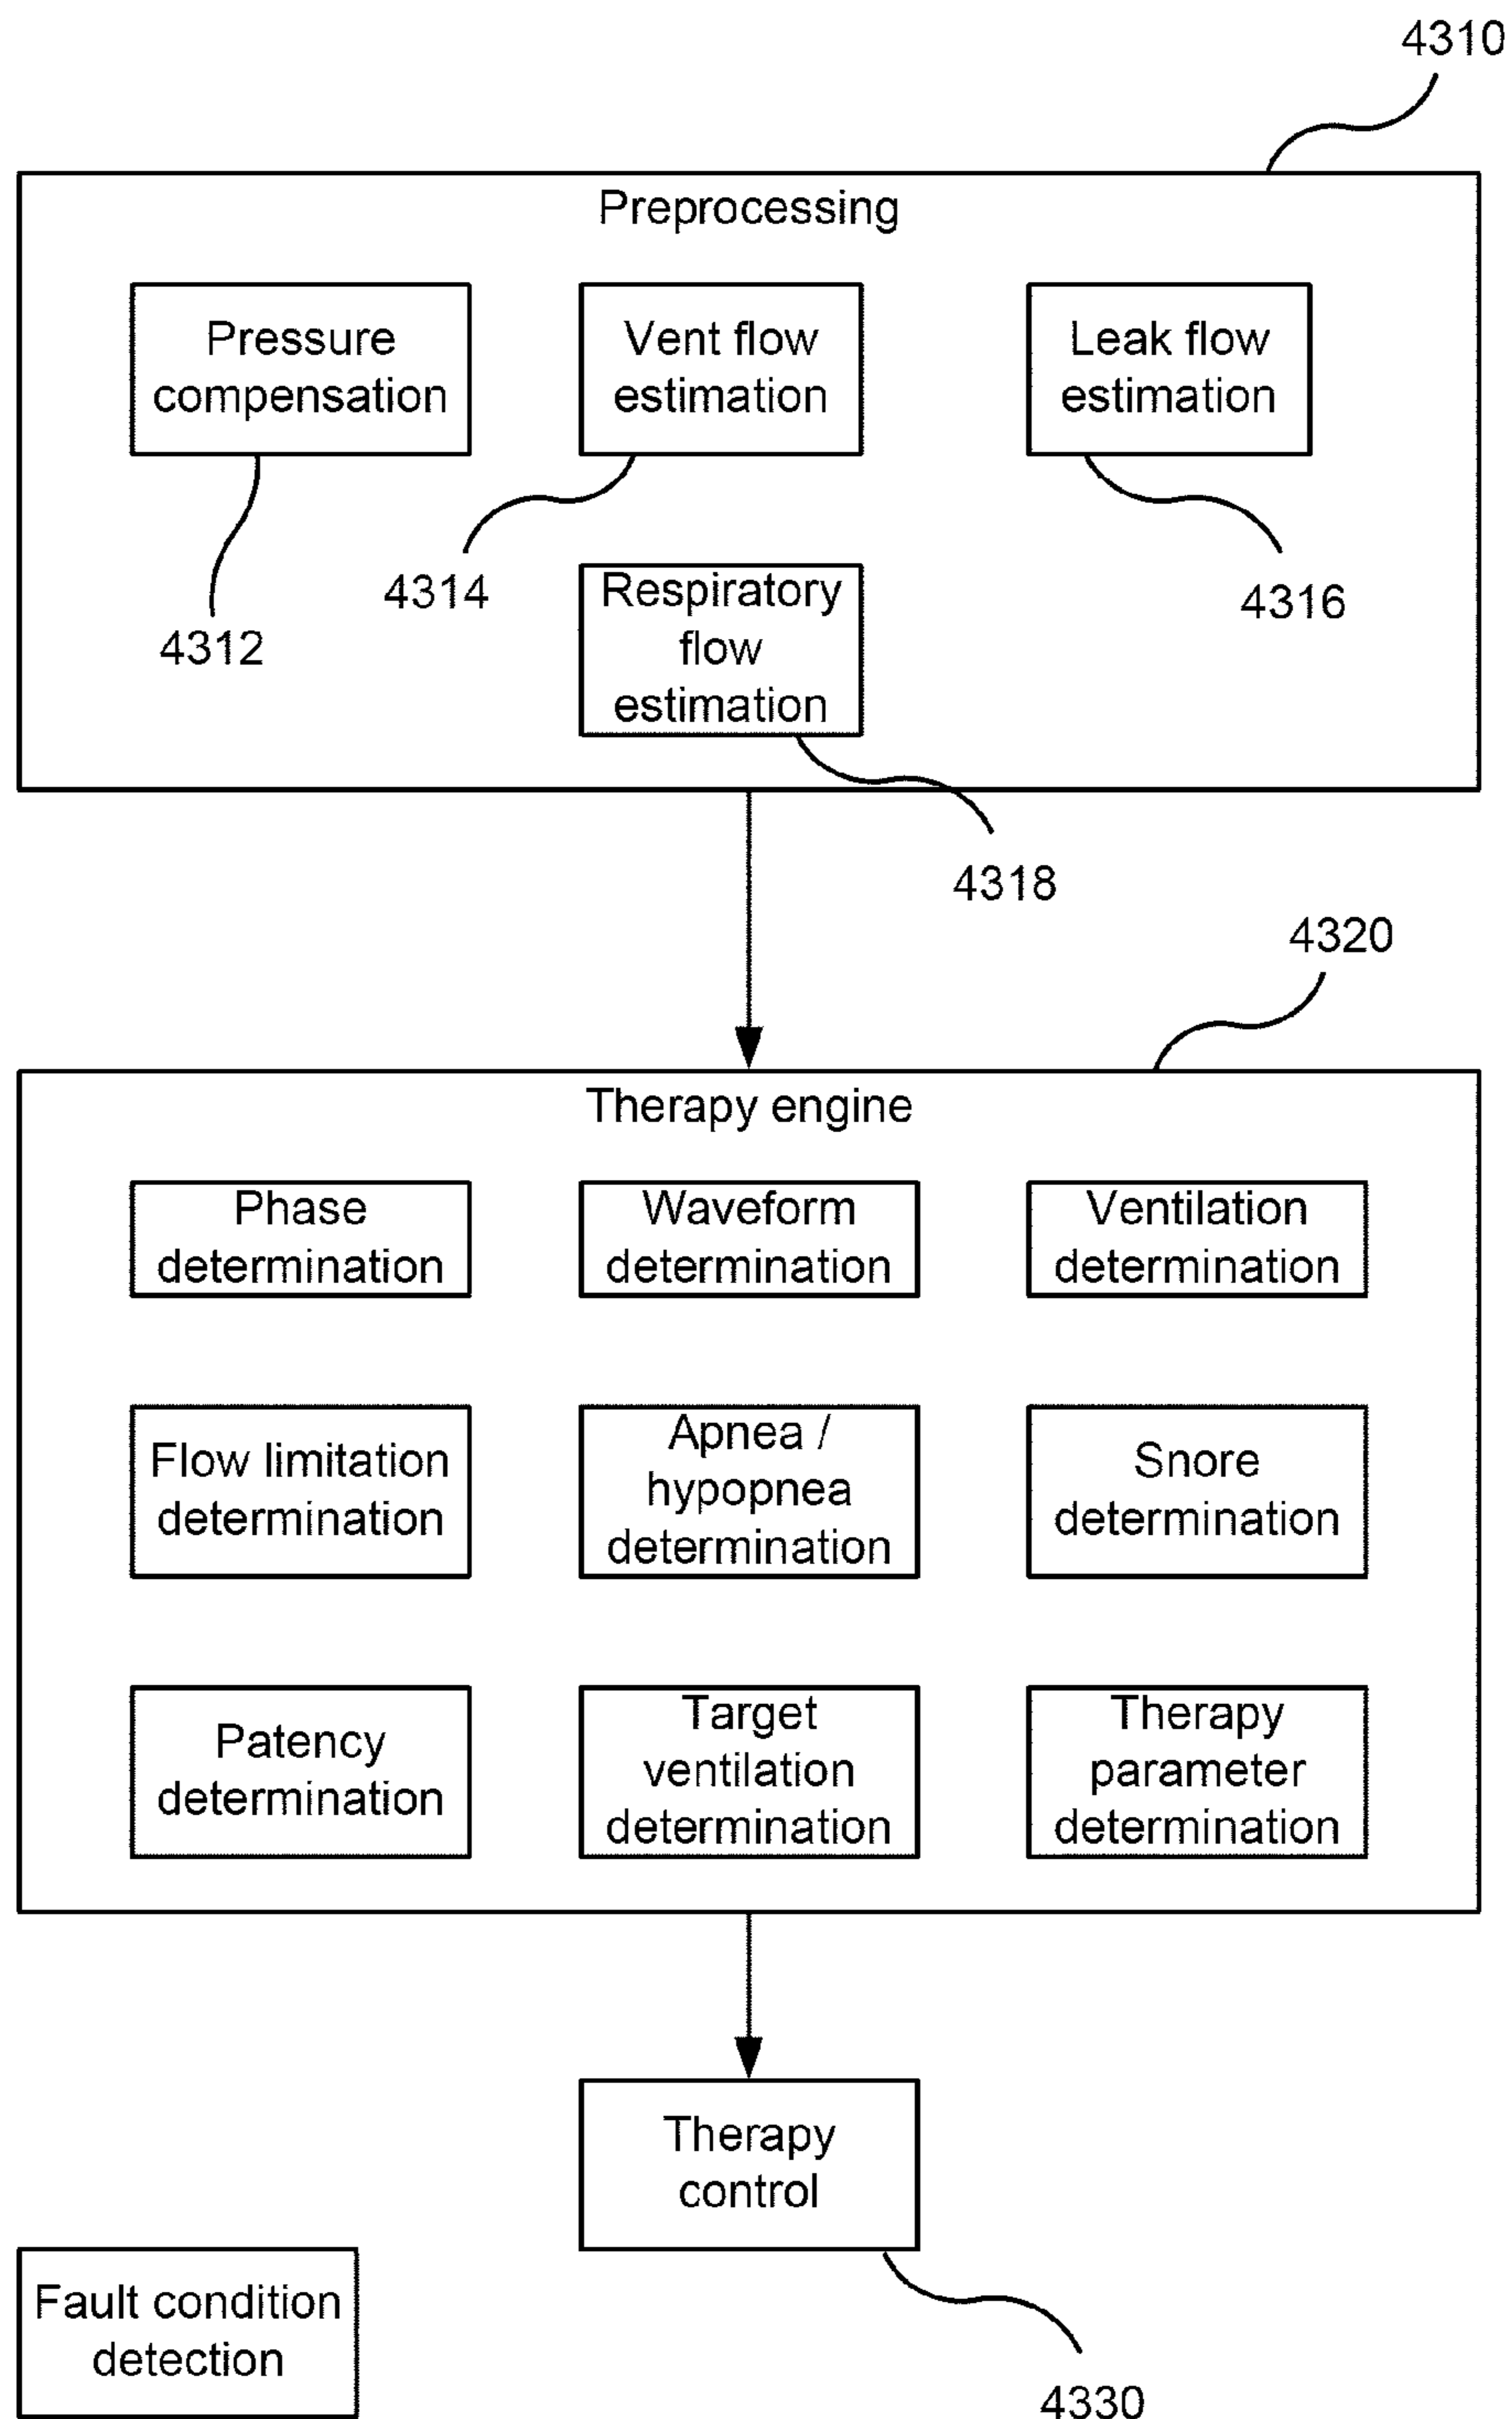 4310
Preprocessing
Pressure
compensation
Vent flow
estimation
Leak flow
estimation
4312
4314
4316
Respiratory
flow
estimation
4318
4320
Therapy engine
Phase
determination
Waveform
determination
Ventilation
determination
Flow limitation
determination
Apnea /
hypopnea
determination
Snore
determination
Patency
determination
Target
ventilation
determination
Therapy
parameter
determination
Therapy
control
4330
Fault condition
detection